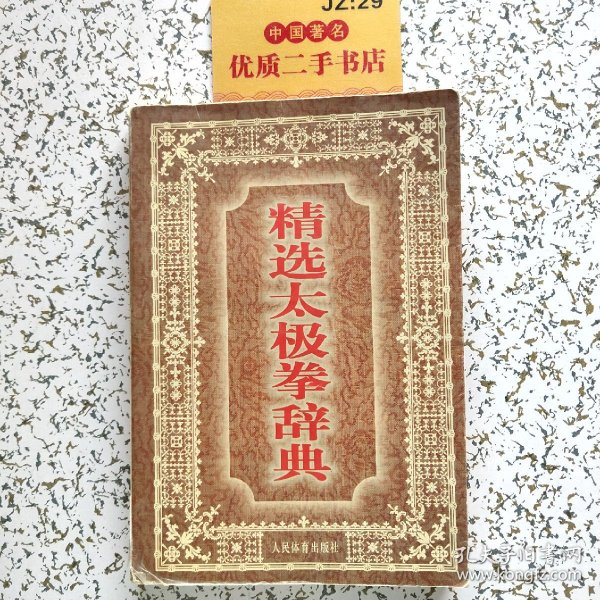 JZ:29
中国著名
优质二手书店
精选太极拳辞典
人民体育出版社
孔夫子旧书网
www.kongfz.com